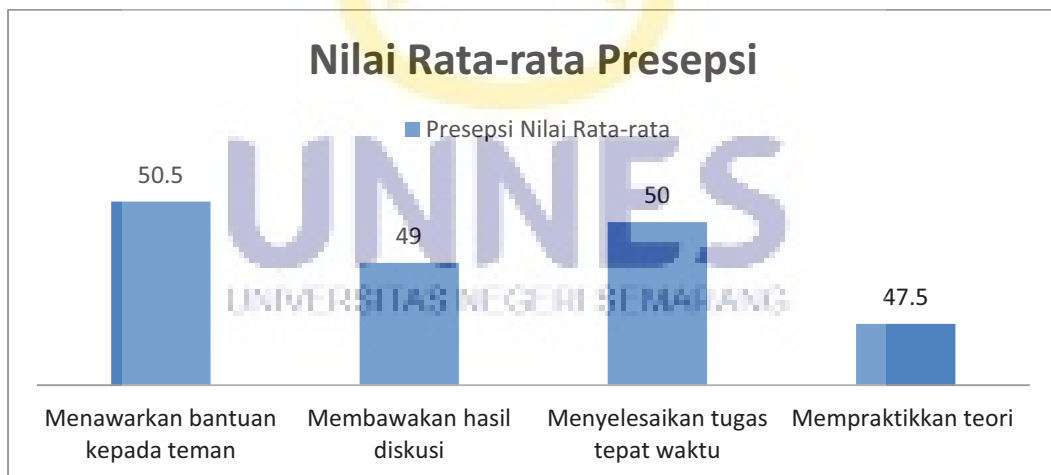 Nilai Rata-rata Presepsi
Presepsi Nilai Rata-rata
UNNES
UNIVERSITAS NEGERI SEMARANG
50.5
49
50
47.5
Menawarkan bantuan kepada teman
Membawakan hasil diskusi
Menyelesaikan tugas tepat waktu
Mempraktikkan teori